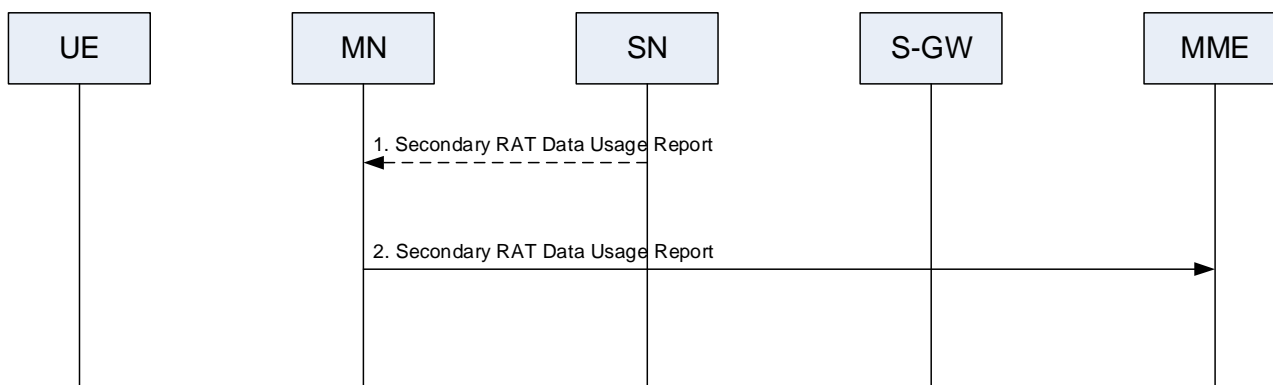 UE
MN
SN
S-GW
MME
1. Secondary RAT Data Usage Report
2. Secondary RAT Data Usage Report